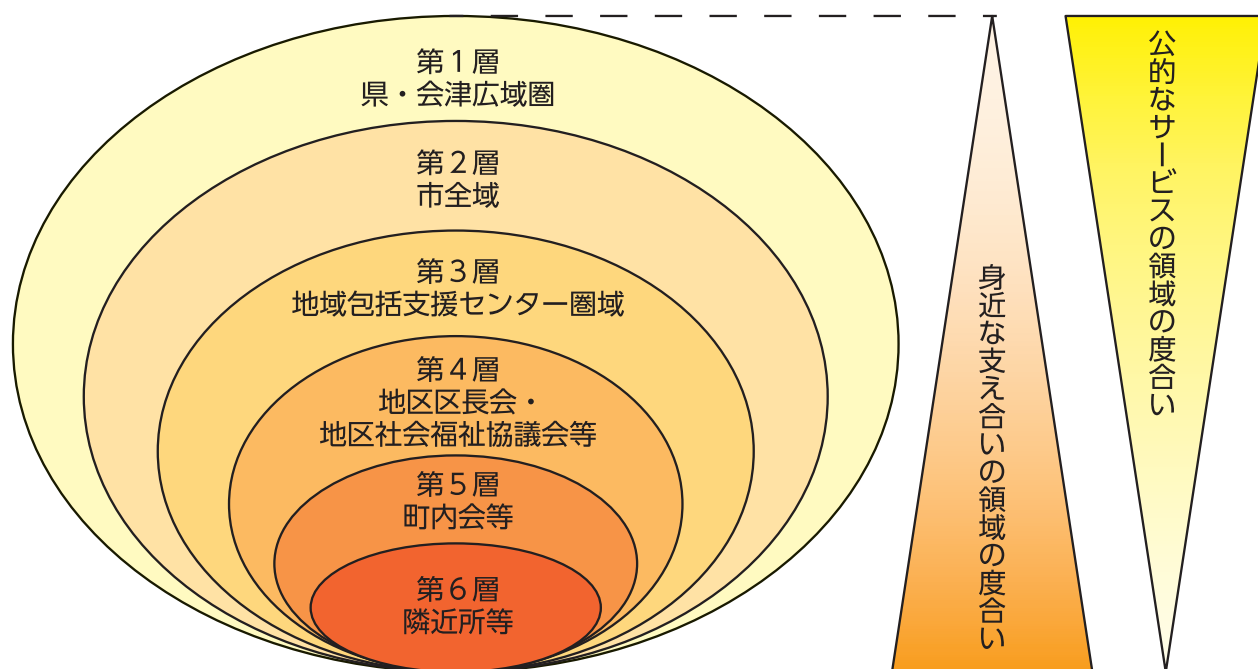 第１層
県・会津広域圏
第２層
市全域
第３層
地域包括支援センター圏域
第４層
地区区長会・
地区社会福祉協議会等
第５層
町内会等
第６層
隣近所等
身近な支え合いの領域の度合い
公的なサービスの領域の度合い